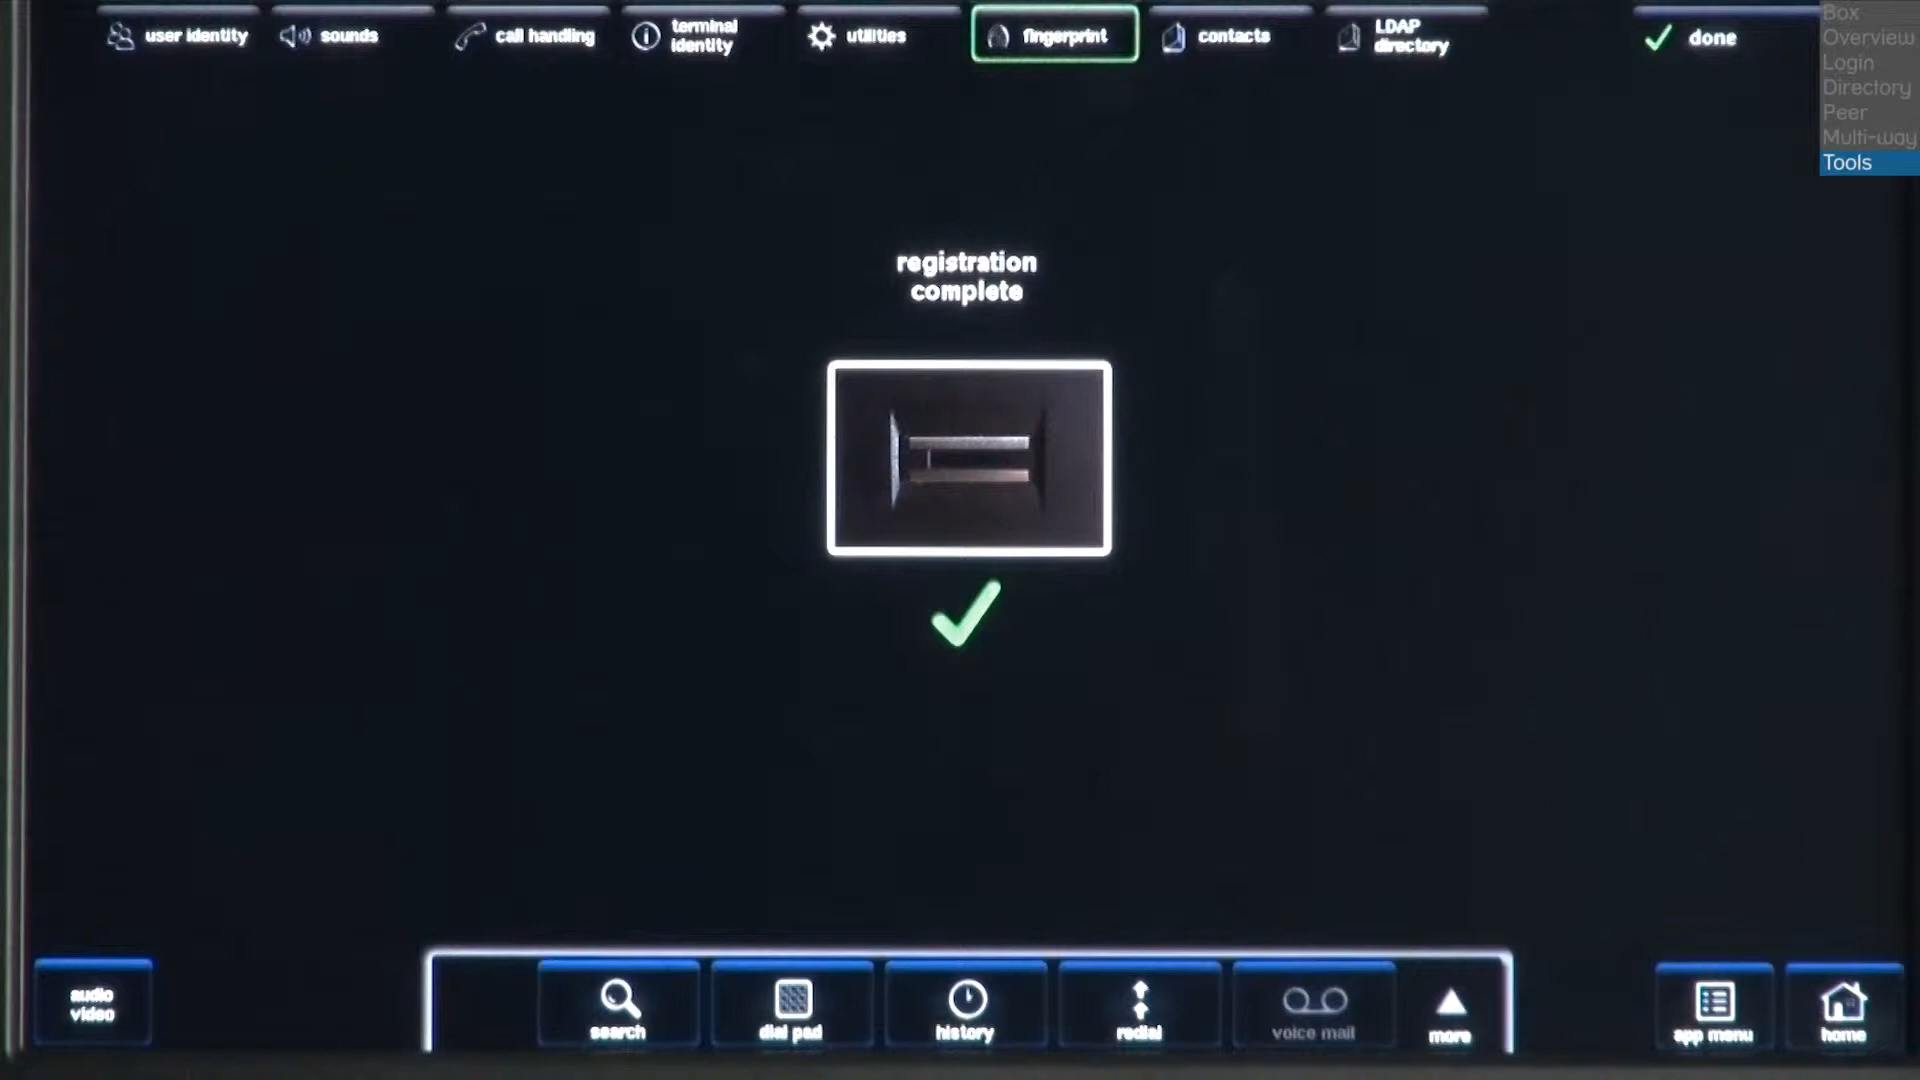 user identity
sounds
call handling
terminal
identity
utilities
fingerprint
contacts
LDAP
directory
done
Box
Overview
Login
Directory
Peer
Multi-way
Tools
registration
complete
audio
video
search
dial pad
history
redial
voice mail
more
app menu
home